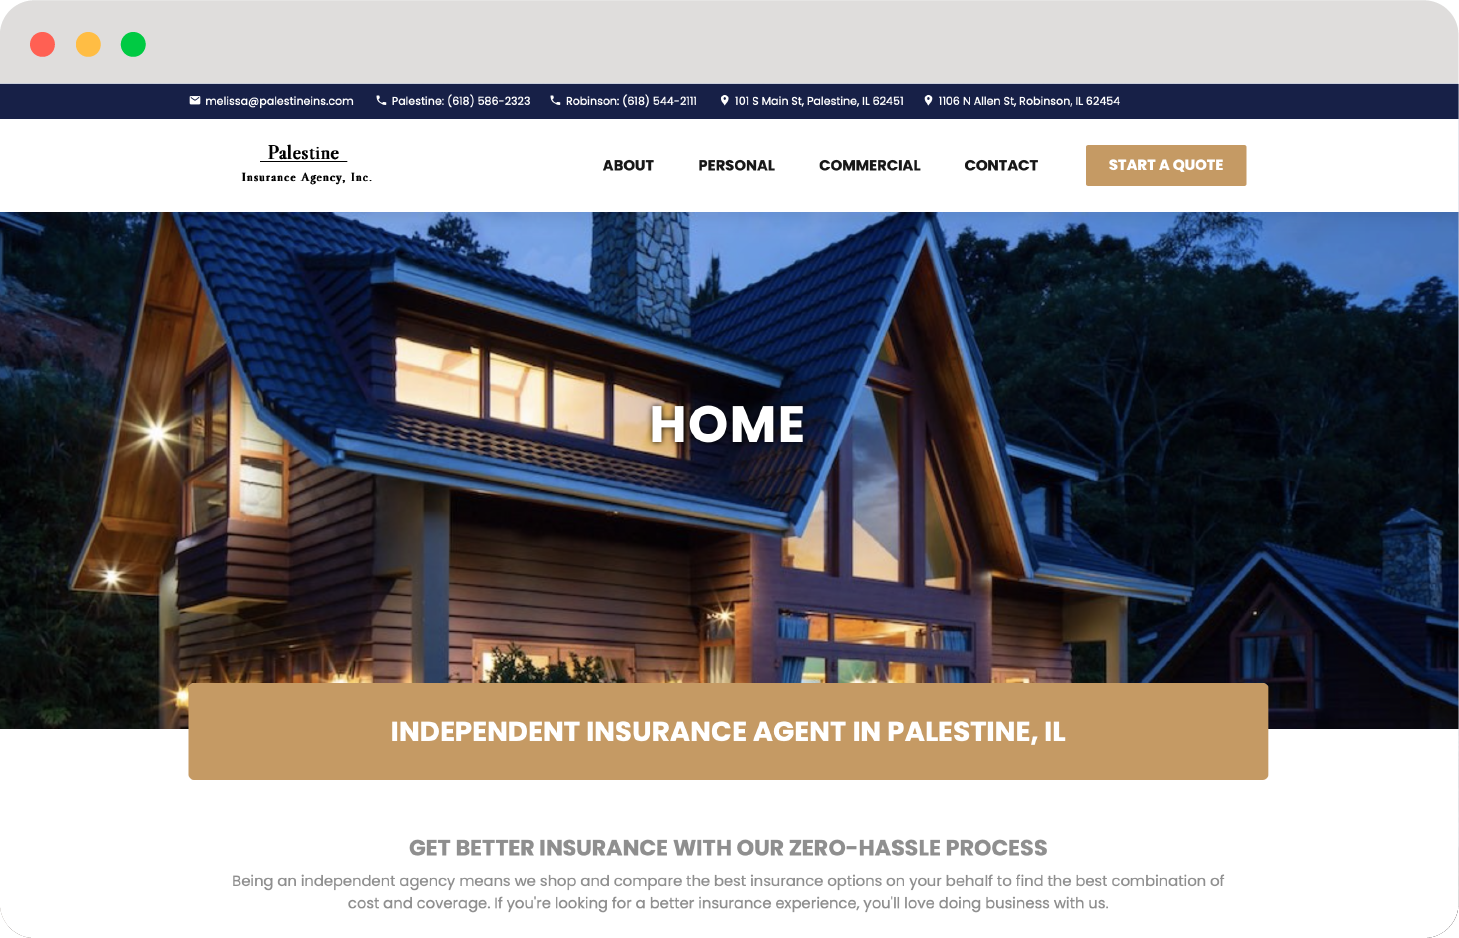 melissa@palestineins.com Palestine: (618) 586-2323 Robinson: (618) 544-2111 101 S Main St, Palestine, IL 62451 1106 N Allen St, Robinson, IL 62454
Palestine
Insurance Agency, Inc.
ABOUT PERSONAL COMMERCIAL CONTACT START A QUOTE
HOME
INDEPENDENT INSURANCE AGENT IN PALESTINE, IL
GET BETTER INSURANCE WITH OUR ZERO-HASSLE PROCESS
Being an independent agency means we shop and compare the best insurance options on your behalf to find the best combination of
cost and coverage. If you're looking for a better insurance experience, you'll love doing business with us.